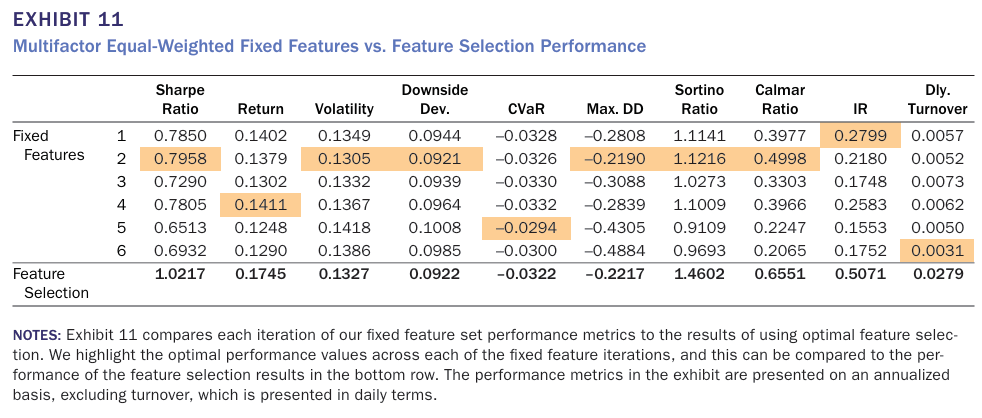 EXHIBIT 11
Multifactor Equal-Weighted Fixed Features vs. Feature Selection Performance
Sharpe Ratio Return Volatility Downside Dev. CVaR Max. DD Sortino Ratio Calmar Ratio IR Dly. Turnover
Fixed Features 1 0.7850 0.1402 0.1349 0.0944 –0.0328 –0.2808 1.1141 0.3977 0.2799 0.0057
2 0.7958 0.1379 0.1305 0.0921 –0.0326 –0.2190 1.1216 0.4998 0.2180 0.0052
3 0.7290 0.1302 0.1332 0.0939 –0.0330 –0.3088 1.0273 0.3303 0.1748 0.0073
4 0.7805 0.1411 0.1367 0.0964 –0.0332 –0.2839 1.1009 0.3966 0.2583 0.0062
5 0.6513 0.1248 0.1418 0.1008 –0.0294 –0.4305 0.9109 0.2247 0.1553 0.0050
6 0.6932 0.1290 0.1386 0.0985 –0.0300 –0.4884 0.9693 0.2065 0.1752 0.0031
Feature Selection 1.0217 0.1745 0.1327 0.0922 –0.0322 –0.2217 1.4602 0.6551 0.5071 0.0279
NOTES: Exhibit 11 compares each iteration of our fixed feature set performance metrics to the results of using optimal feature selec-
tion. We highlight the optimal performance values across each of the fixed feature iterations, and this can be compared to the per-
formance of the feature selection results in the bottom row. The performance metrics in the exhibit are presented on an annualized
basis, excluding turnover, which is presented in daily terms.